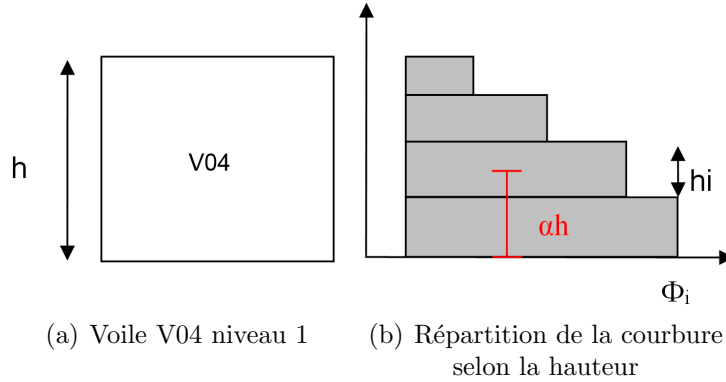 h
V04
hi
αh
Φi
(a) Voile V04 niveau 1
(b) Répartition de la courbure
selon la hauteur